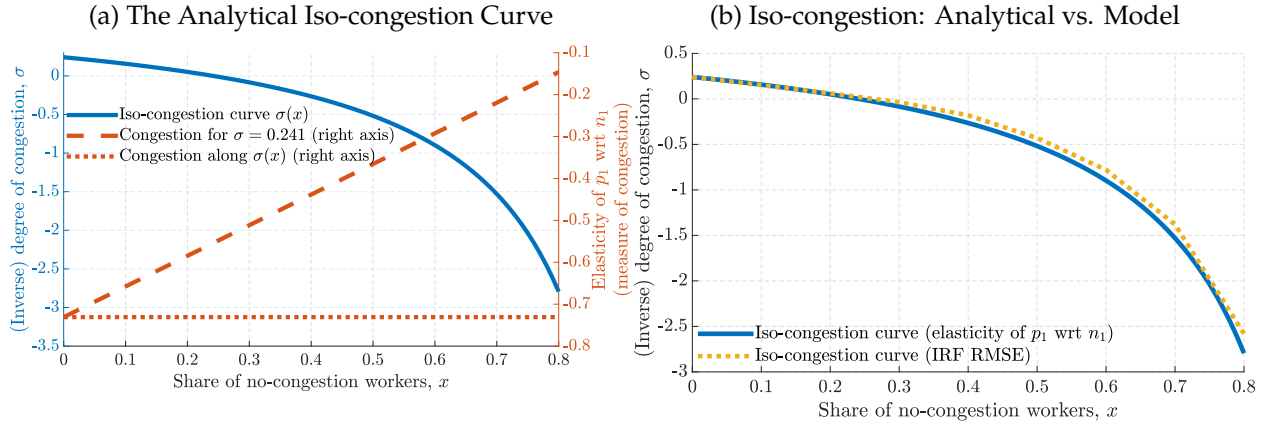 (a) The Analytical Iso-congestion Curve
(Inverse) degree of congestion, σ
0
-0.5
-1
-1.5
-2
-2.5
-3
-3.5
Iso-congestion curve σ(x)
Congestion for σ = 0.241 (right axis)
Congestion along σ(x) (right axis)
-0.1
-0.2
-0.3
-0.4
-0.5
-0.6
-0.7
-0.8
Elasticity of p₁ wrt n₁
(measure of congestion)
0 0.1 0.2 0.3 0.4 0.5 0.6 0.7 0.8
Share of no-congestion workers, x
(b) Iso-congestion: Analytical vs. Model
(Inverse) degree of congestion, σ
0.5
0
-0.5
-1
-1.5
-2
-2.5
-3
Iso-congestion curve (elasticity of p₁ wrt n₁)
Iso-congestion curve (IRF RMSE)
0 0.1 0.2 0.3 0.4 0.5 0.6 0.7 0.8
Share of no-congestion workers, x